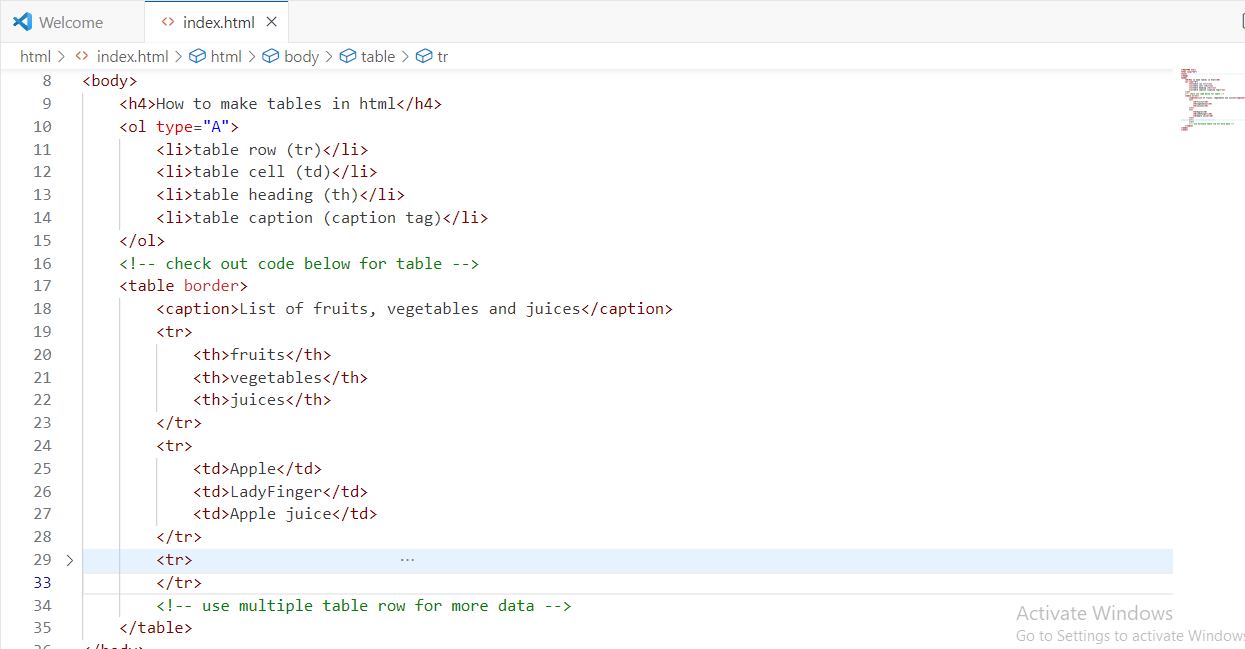 Welcome
index.html
html > index.html > html > body > table > tr
8 <body>
9 <h4>How to make tables in html</h4>
10 <ol type="A">
11 <li>table row (tr)</li>
12 <li>table cell (td)</li>
13 <li>table heading (th)</li>
14 <li>table caption (caption tag)</li>
15 </ol>
16 <!-- check out code below for table -->
17 <table border>
18 <caption>List of fruits, vegetables and juices</caption>
19 <tr>
20 <th>fruits</th>
21 <th>vegetables</th>
22 <th>juices</th>
23 </tr>
24 <tr>
25 <td>Apple</td>
26 <td>LadyFinger</td>
27 <td>Apple juice</td>
28 </tr>
29 <tr> ...
33 </tr>
34 <!-- use multiple table row for more data -->
35 </table>
36 </body>
Activate Windows
Go to Settings to activate Windows